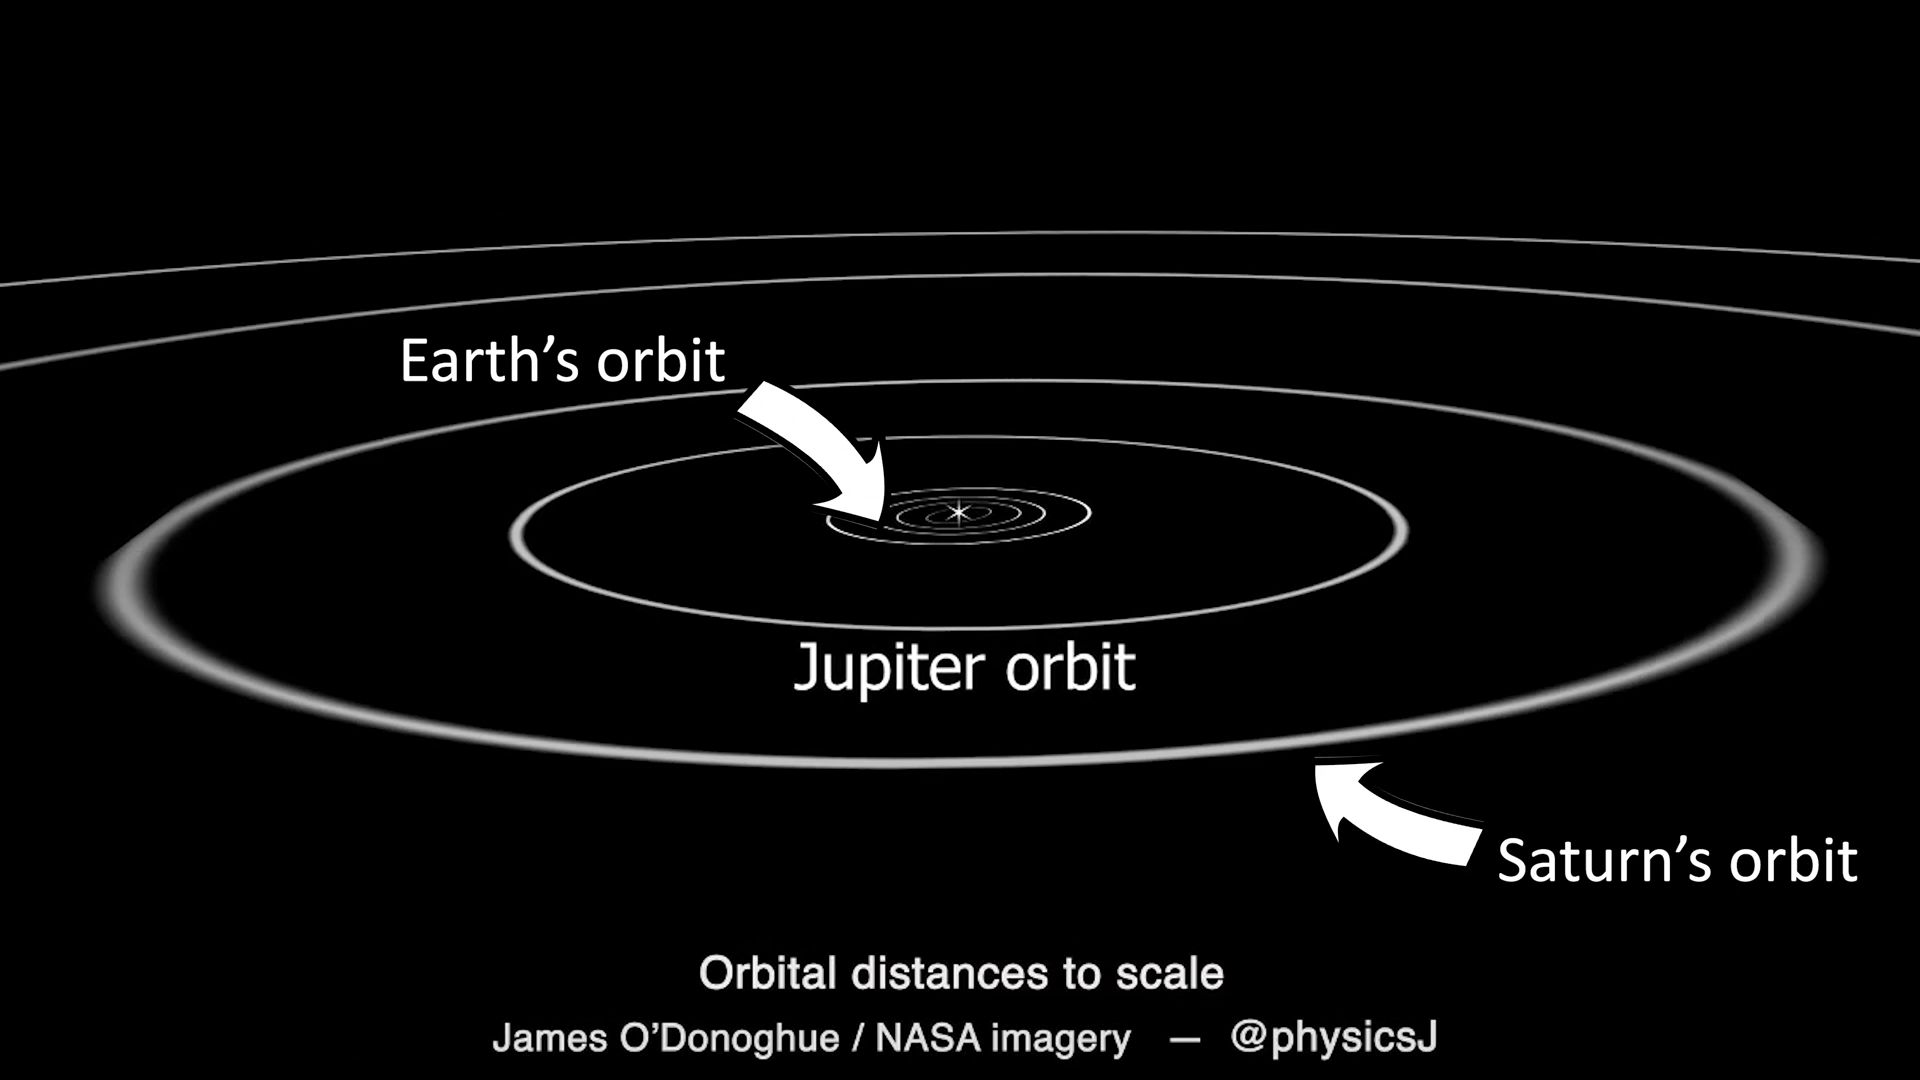 Earth’s orbit
Jupiter orbit
Saturn’s orbit
Orbital distances to scale
James O’Donoghue / NASA imagery — @physicsJ